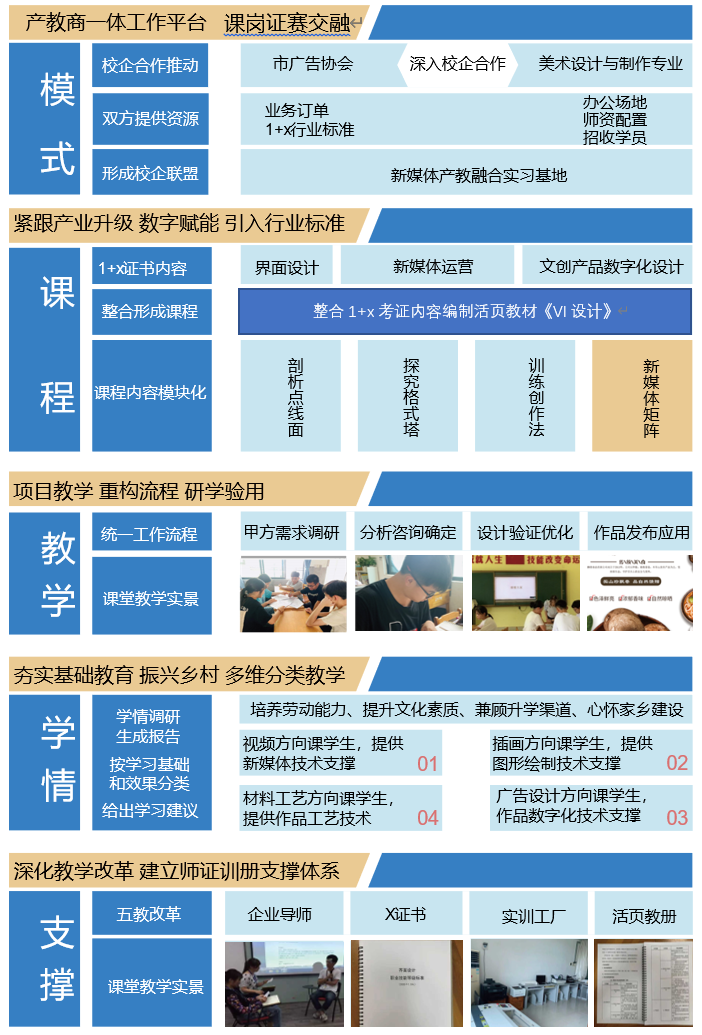 产教商一体工作平台 课岗证赛交融
模
式
校企合作推动
市广告协会
深入校企合作
美术设计与制作专业
双方提供资源
业务订单
1+x行业标准
办公场地
师资配置
招收学员
形成校企联盟
新媒体产教融合实习基地
紧跟产业升级 数字赋能 引入行业标准
课
程
1+x证书内容
界面设计
新媒体运营
文创产品数字化设计
整合形成课程
整合 1+x 考证内容编制活页教材《VI 设计》
课程内容模块化
剖析点线面
探究格式塔
训练创作法
新媒体矩阵
项目教学 重构流程 研学验用
教
学
统一工作流程
甲方需求调研
分析咨询确定
设计验证优化
作品发布应用
课堂教学实景
技能改变命运
夯实基础教育 振兴乡村 多维分类教学
学
情
学情调研
生成报告
按学习基础
和效果分类
给出学习建议
培养劳动能力、提升文化素质、兼顾升学渠道、心怀家乡建设
视频方向课学生，提供
新媒体技术支撑
01
插画方向课学生，提供
图形绘制技术支撑
02
材料工艺方向课学生，
提供作品工艺技术
04
广告设计方向课学生，
作品数字化技术支撑
03
深化教学改革 建立师证训册支撑体系
支
撑
五教改革
企业导师
X证书
实训工厂
活页教册
课堂教学实景